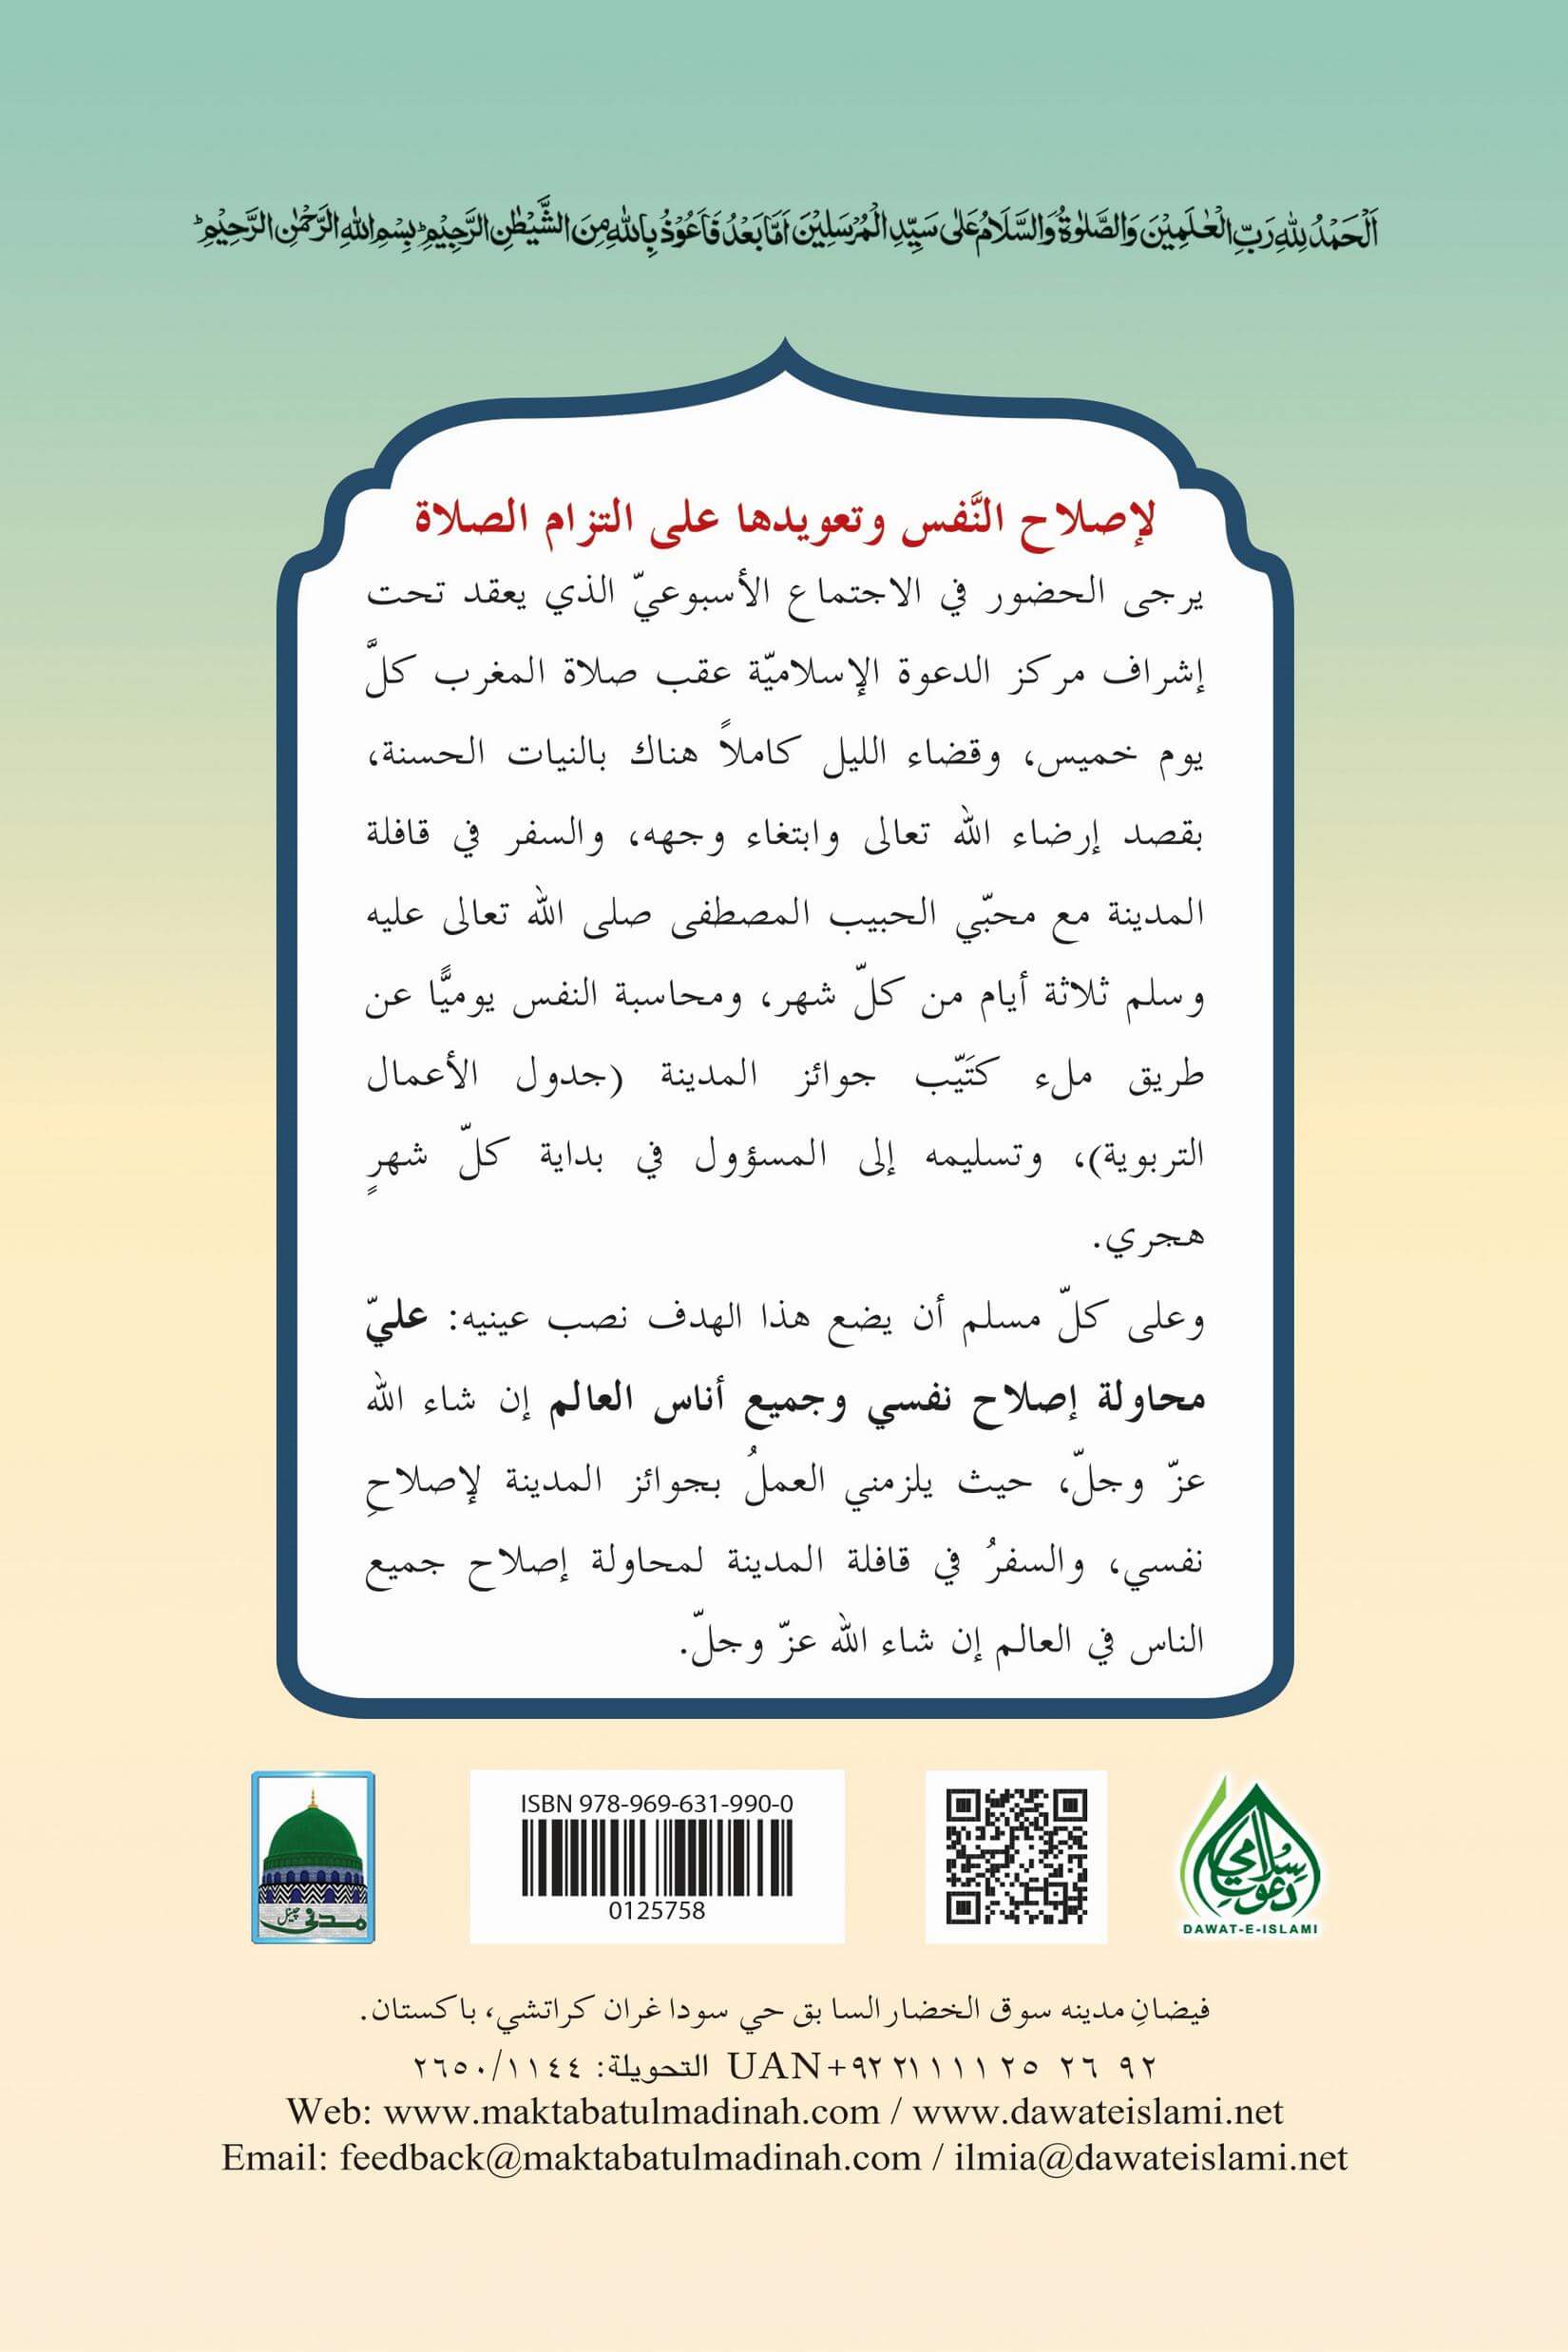 اَلْحَمْدُ لِلّٰهِ رَبِّ الْعٰلَمِيْنَ وَالصَّلٰوةُ وَالسَّلَامُ عَلٰى سَيِّدِ الْمُرْسَلِيْنَ اَمَّا بَعْدُ فَاَعُوْذُ بِاللّٰهِ مِنَ الشَّيْطٰنِ الرَّجِيْمِ ؕ بِسْمِ اللّٰهِ الرَّحْمٰنِ الرَّحِيْمِ ؕ
لإصلاح النَّفس وتعويدها على التزام الصلاة
يرجى الحضور في الاجتماع الأسبوعيّ الذي يعقد تحت
إشراف مركز الدعوة الإسلاميّة عقب صلاة المغرب كلَّ
يوم خميس، وقضاء الليل كاملاً هناك بالنيات الحسنة،
بقصد إرضاء الله تعالى وابتغاء وجهه، والسفر في قافلة
المدينة مع محبّي الحبيب المصطفى صلى الله تعالى عليه
وسلم ثلاثة أيام من كلّ شهر، ومحاسبة النفس يوميًّا عن
طريق ملء كتَيّب جوائز المدينة (جدول الأعمال
التربوية)، وتسليمه إلى المسؤول في بداية كلّ شهرٍ
هجري.
وعلى كلّ مسلم أن يضع هذا الهدف نصب عينيه: عليّ
محاولة إصلاح نفسي وجميع أناس العالم إن شاء الله
عزّ وجلّ، حيث يلزمني العملُ بجوائز المدينة لإصلاحِ
نفسي، والسفرُ في قافلة المدينة لمحاولة إصلاح جميع
الناس في العالم إن شاء الله عزّ وجلّ.
مدنی چینل
ISBN 978-969-631-990-0
0125758
دعوت اسلامی
DAWAT-E-ISLAMI
فيضانِ مدينه سوق الخضار السابق حي سودا غران كراتشي، باكستان.
UAN+٩٢ ٢١ ١١١ ٢٥ ٢٦ ٩٢ التحويلة: ٢٦٥٠/١١٤٤
Web: www.maktabatulmadinah.com / www.dawateislami.net
Email: feedback@maktabatulmadinah.com / ilmia@dawateislami.net